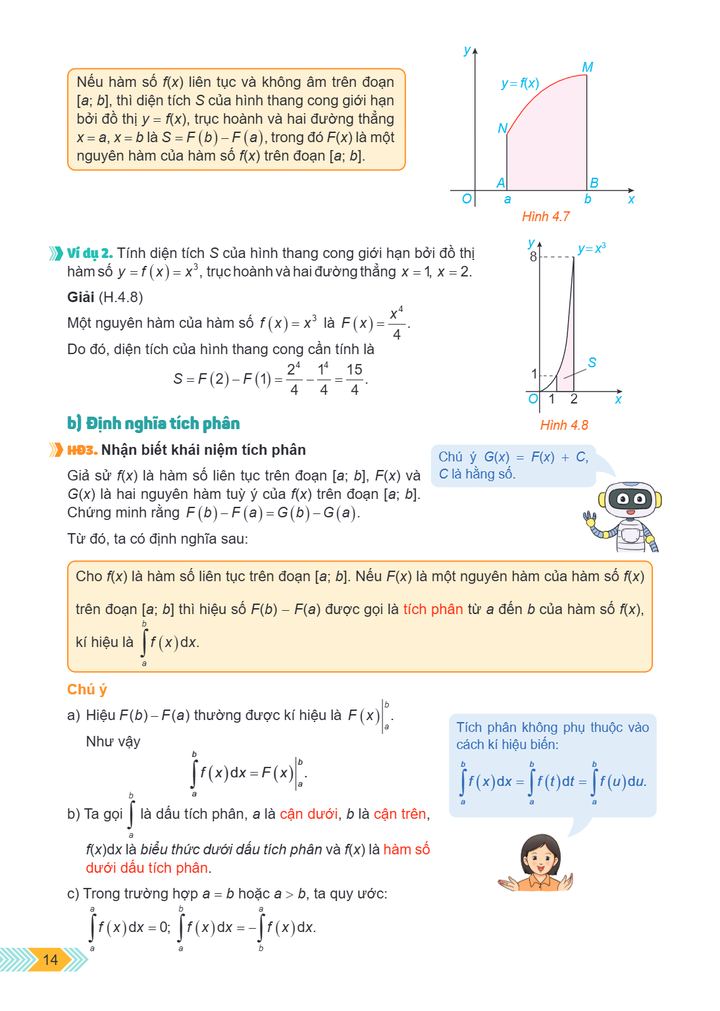 Nếu hàm số f(x) liên tục và không âm trên đoạn
[a; b], thì diện tích S của hình thang cong giới hạn
bởi đồ thị y = f(x), trục hoành và hai đường thẳng
x = a, x = b là S = F(b) − F(a), trong đó F(x) là một
nguyên hàm của hàm số f(x) trên đoạn [a; b].
y
M
y = f(x)
N
A
B
O
a
b
x
Hình 4.7
Ví dụ 2. Tính diện tích S của hình thang cong giới hạn bởi đồ thị
hàm số y = f(x) = x³, trục hoành và hai đường thẳng x = 1, x = 2.
Giải (H.4.8)
Một nguyên hàm của hàm số f(x) = x³ là F(x) = x⁴/4.
Do đó, diện tích của hình thang cong cần tính là
S = F(2) − F(1) = 2⁴/4 − 1⁴/4 = 15/4.
y
8
y = x³
1
S
O
1
2
x
Hình 4.8
b) Định nghĩa tích phân
HĐ3. Nhận biết khái niệm tích phân
Giả sử f(x) là hàm số liên tục trên đoạn [a; b], F(x) và
G(x) là hai nguyên hàm tuỳ ý của f(x) trên đoạn [a; b].
Chứng minh rằng F(b) − F(a) = G(b) − G(a).
Từ đó, ta có định nghĩa sau:
Chú ý G(x) = F(x) + C,
C là hằng số.
Cho f(x) là hàm số liên tục trên đoạn [a; b]. Nếu F(x) là một nguyên hàm của hàm số f(x)
trên đoạn [a; b] thì hiệu số F(b) − F(a) được gọi là tích phân từ a đến b của hàm số f(x),
kí hiệu là ∫ₐᵇ f(x)dx.
Chú ý
a) Hiệu F(b) − F(a) thường được kí hiệu là F(x)|ₐᵇ.
Như vậy
∫ₐᵇ f(x)dx = F(x)|ₐᵇ.
b) Ta gọi ∫ₐᵇ là dấu tích phân, a là cận dưới, b là cận trên,
f(x)dx là biểu thức dưới dấu tích phân và f(x) là hàm số
dưới dấu tích phân.
c) Trong trường hợp a = b hoặc a > b, ta quy ước:
∫ₐᵃ f(x)dx = 0; ∫ₐᵇ f(x)dx = −∫_bᵃ f(x)dx.
Tích phân không phụ thuộc vào
cách kí hiệu biến:
∫ₐᵇ f(x)dx = ∫ₐᵇ f(t)dt = ∫ₐᵇ f(u)du.
14